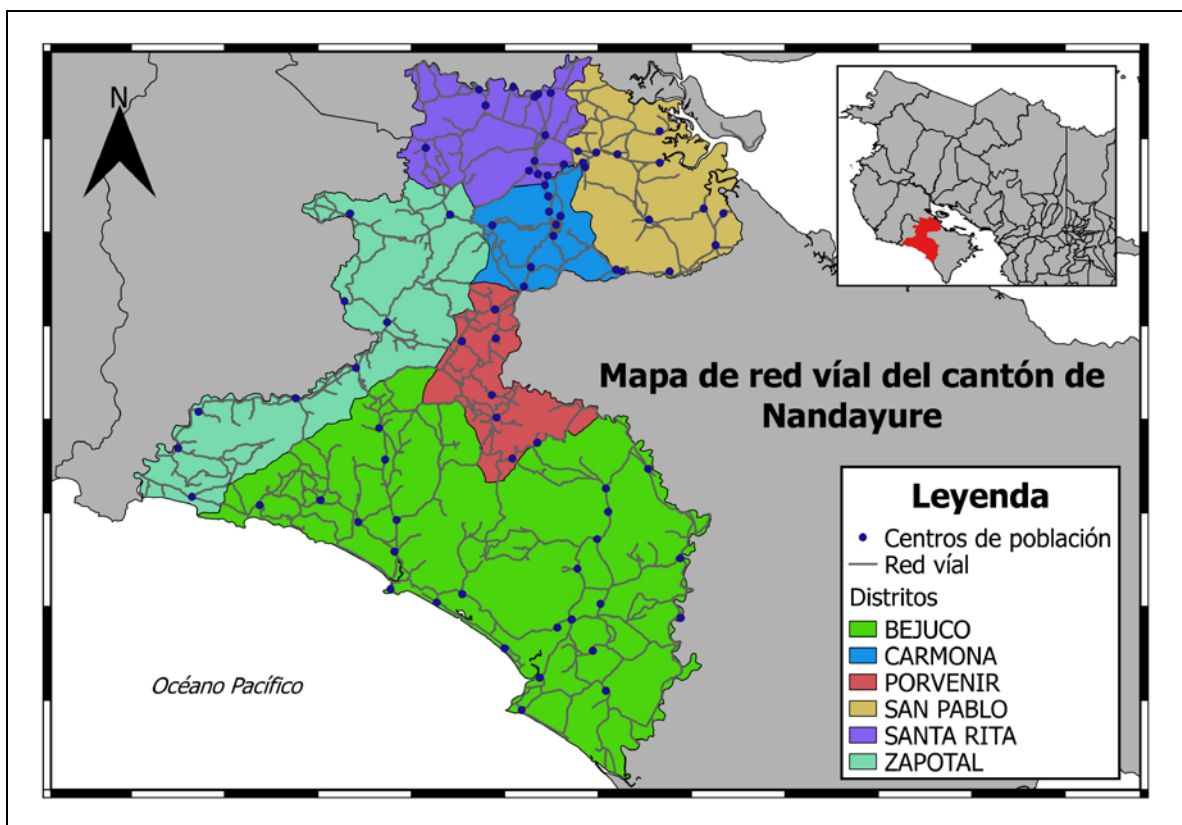 N
Mapa de red víal del cantón de
Nandayure
Océano Pacífico
Leyenda
Centros de población
Red víal
Distritos
BEJUCO
CARMONA
PORVENIR
SAN PABLO
SANTA RITA
ZAPOTAL